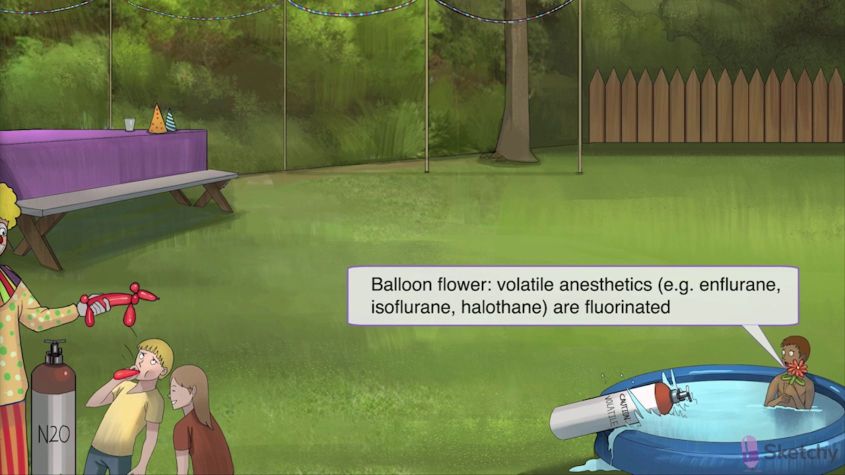 Balloon flower: volatile anesthetics (e.g. enflurane,
isoflurane, halothane) are fluorinated
N2O
CAUTION
VOLATILE
Sketchy